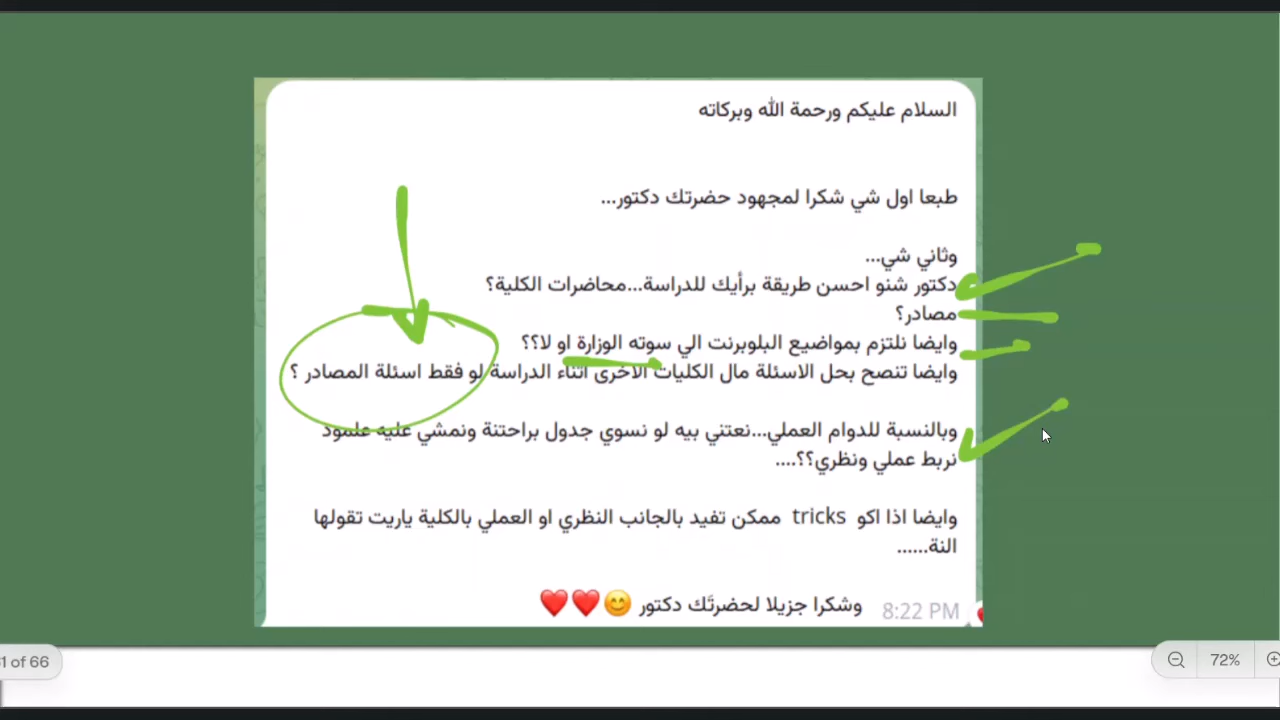 السلام عليكم ورحمة الله وبركاته
طبعا اول شي شكرا لمجهود حضرتك دكتور...
وثاني شي...
دكتور شنو احسن طريقة برأيك للدراسة...محاضرات الكلية؟
مصادر؟
وايضا نلتزم بمواضيع البلوبرنت الي سوته الوزارة او لا؟؟
وايضا تنصح بحل الاسئلة مال الكليات الاخرى اثناء الدراسة لو فقط اسئلة المصادر ؟
وبالنسبة للدوام العملي...نعتني بيه لو نسوي جدول براحتنة ونمشي عليه علمود
نربط عملي ونظري؟؟....
وايضا اذا اكو tricks ممكن تفيد بالجانب النظري او العملي بالكلية ياريت تقولها
النة......
وشكرا جزيلا لحضرتَك دكتور 😊❤️❤️
8:22 PM
1 of 66
72%